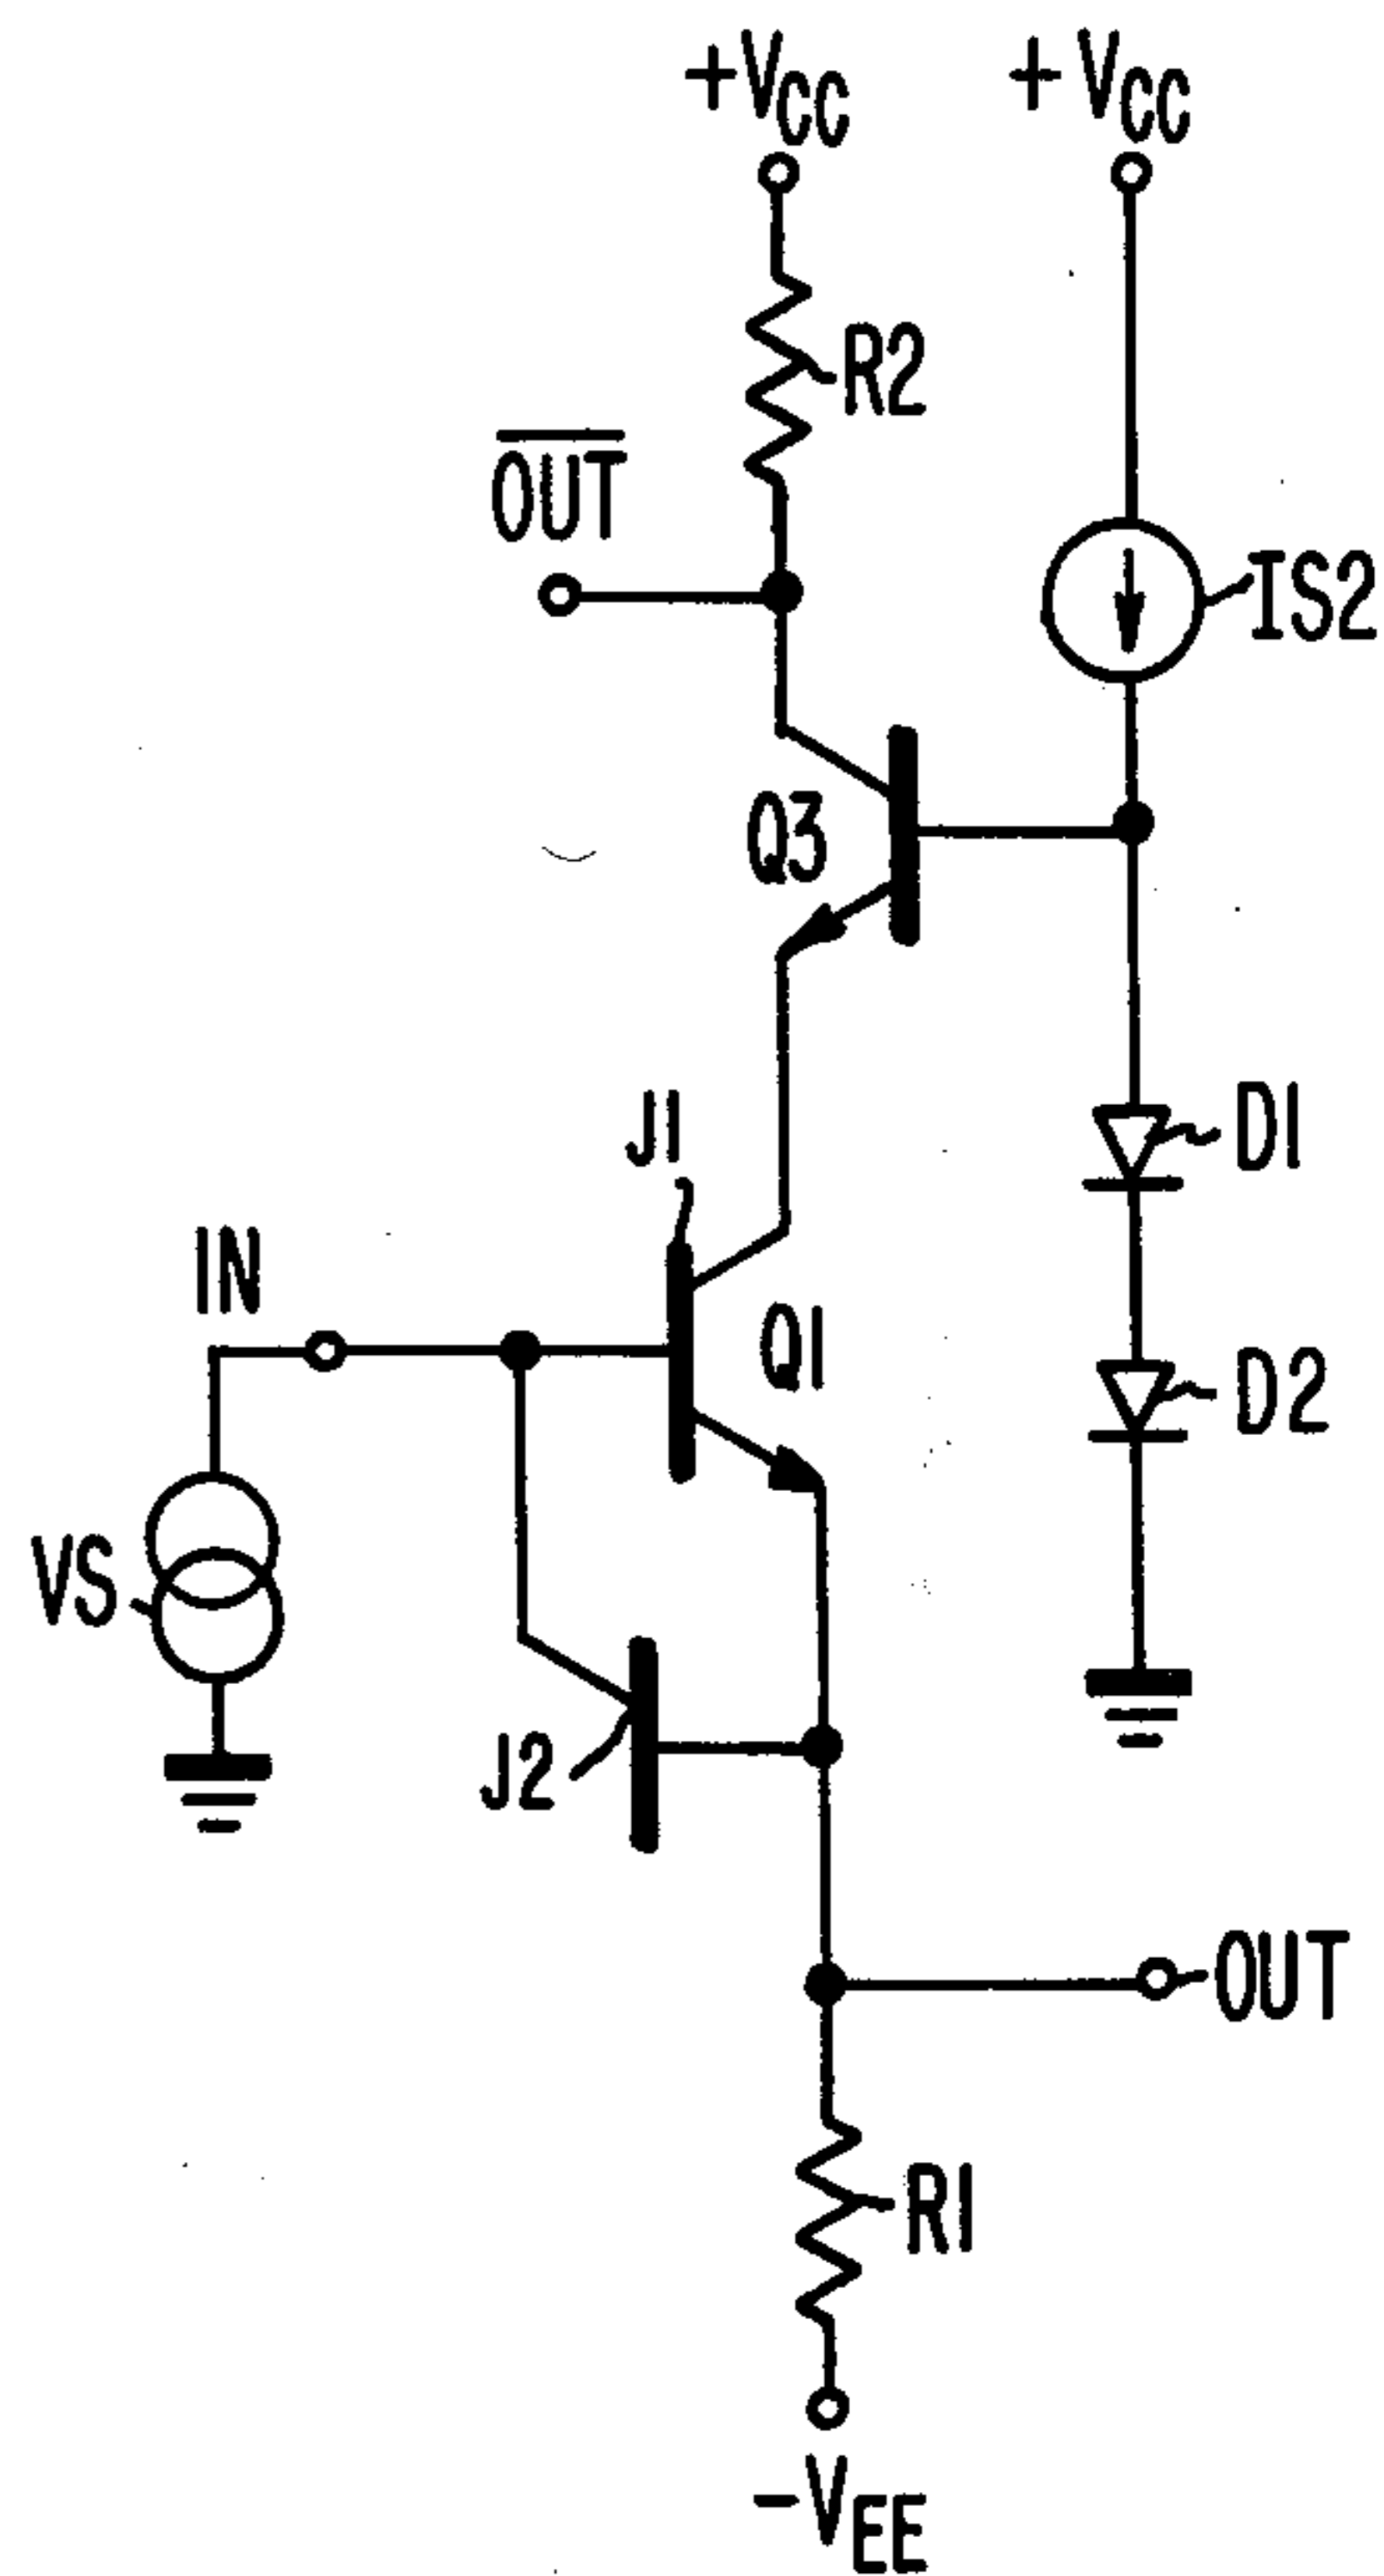 +VCC
+VCC
R2
OUT
IS2
Q3
J1
D1
IN
Q1
D2
VS
J2
OUT
R1
-VEE